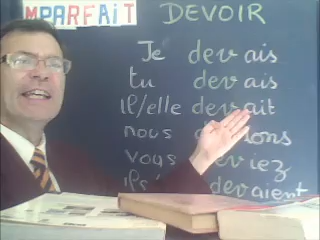 MPARFAIT DEVOIR
Je devais
tu devais
Il/elle devait
nous
vous
devaient